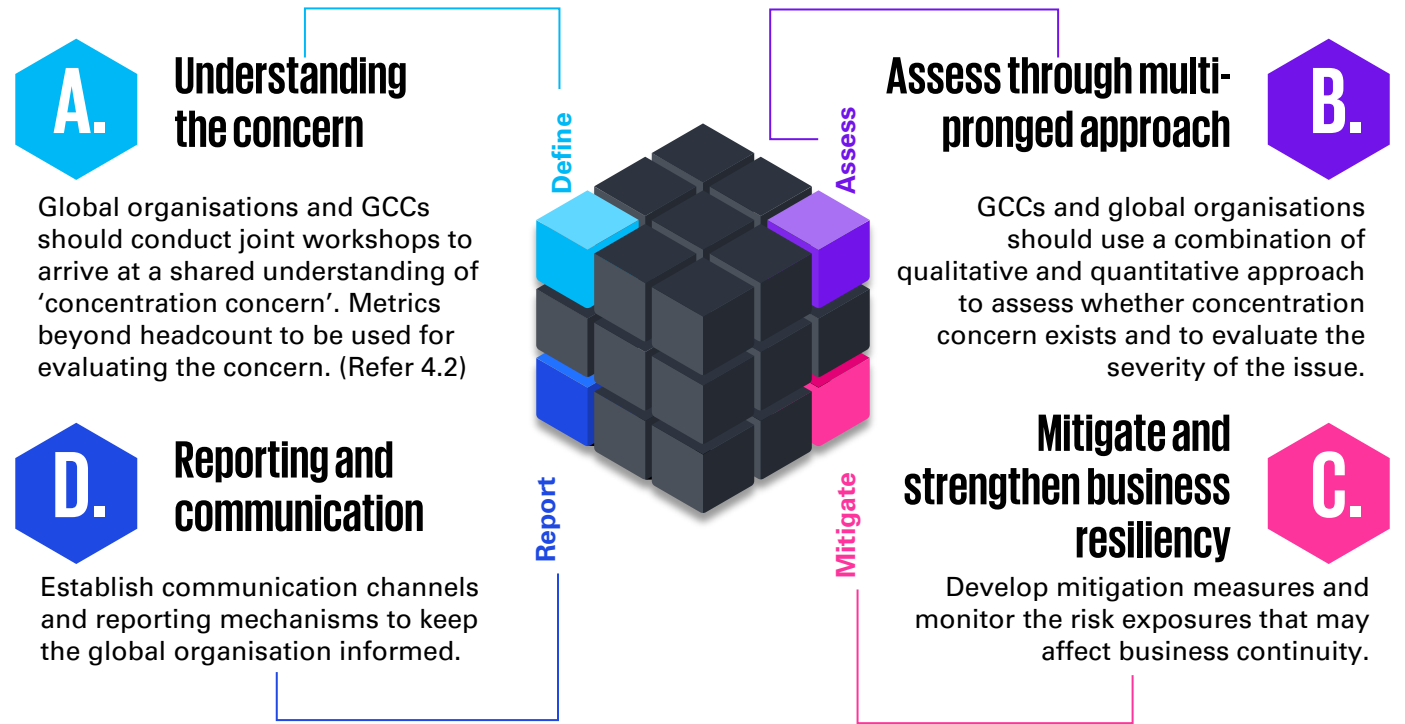 A.
Understanding
the concern
Global organisations and GCCs
should conduct joint workshops to
arrive at a shared understanding of
‘concentration concern’. Metrics
beyond headcount to be used for
evaluating the concern. (Refer 4.2)
Define
Assess
Assess through multi-
pronged approach
B.
GCCs and global organisations
should use a combination of
qualitative and quantitative approach
to assess whether concentration
concern exists and to evaluate the
severity of the issue.
Mitigate and
strengthen business
resiliency
C.
Develop mitigation measures and
monitor the risk exposures that may
affect business continuity.
Mitigate
D.
Reporting and
communication
Establish communication channels
and reporting mechanisms to keep
the global organisation informed.
Report